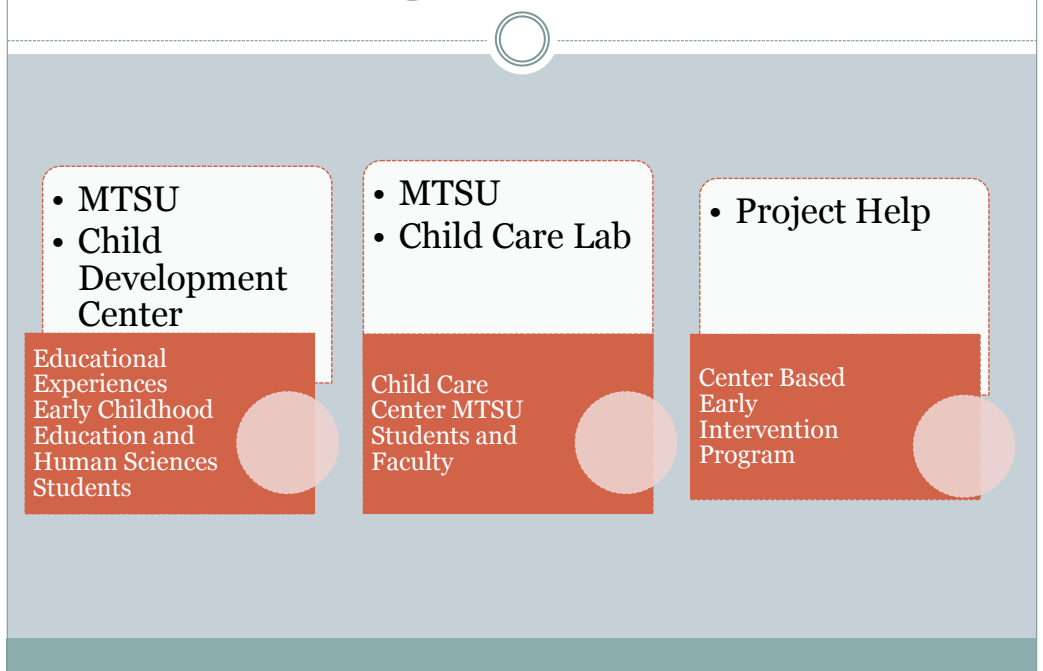 • MTSU
• Child
Development
Center
Educational
Experiences
Early Childhood
Education and
Human Sciences
Students
• MTSU
• Child Care Lab
Child Care
Center MTSU
Students and
Faculty
• Project Help
Center Based
Early
Intervention
Program